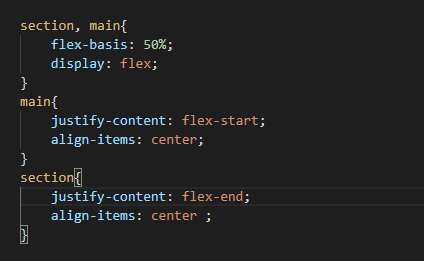 section, main{
    flex-basis: 50%;
    display: flex;
}
main{
    justify-content: flex-start;
    align-items: center;
}
section{
    justify-content: flex-end;
    align-items: center ;
}